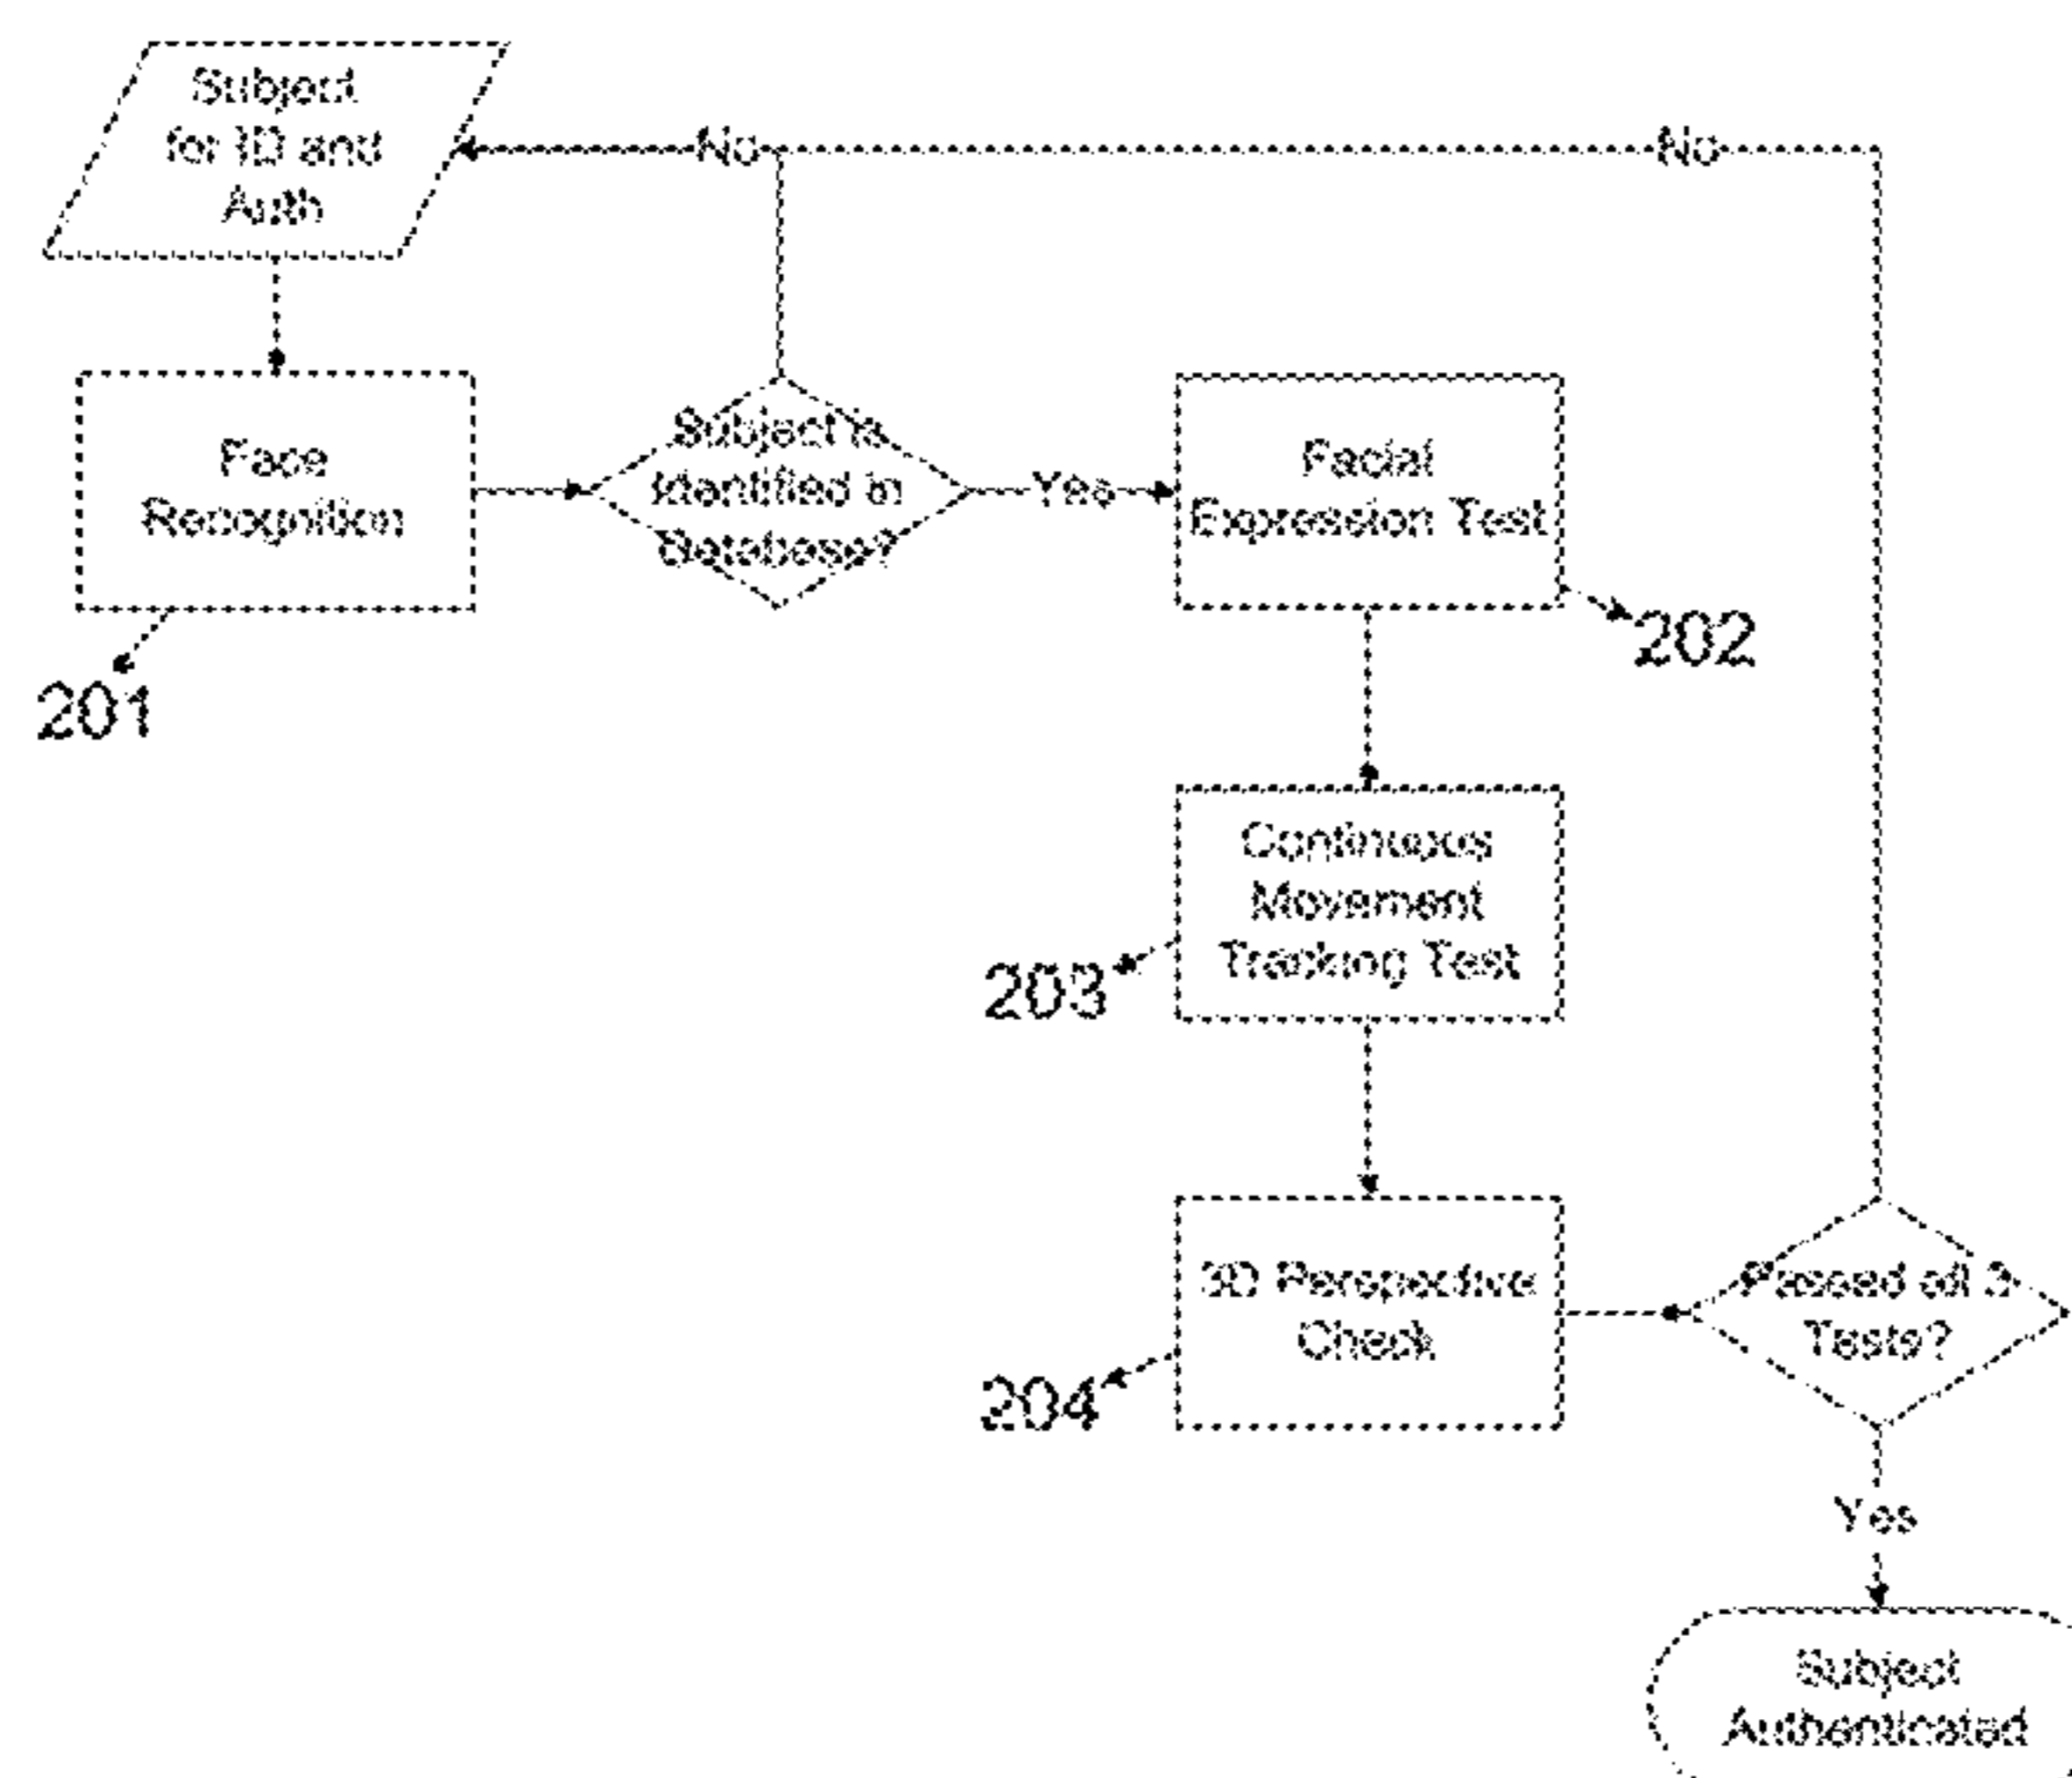 Subject
for ID and
Auth
No
No
Face
Recognition
Subject is
identified in
Database?
Yes
Facial
Expression Test
202
201
Continuous
Movement
Tracking Test
203
3D Perspective
Check
Passed all 3
Tests?
204
Yes
Subject
Authenticated